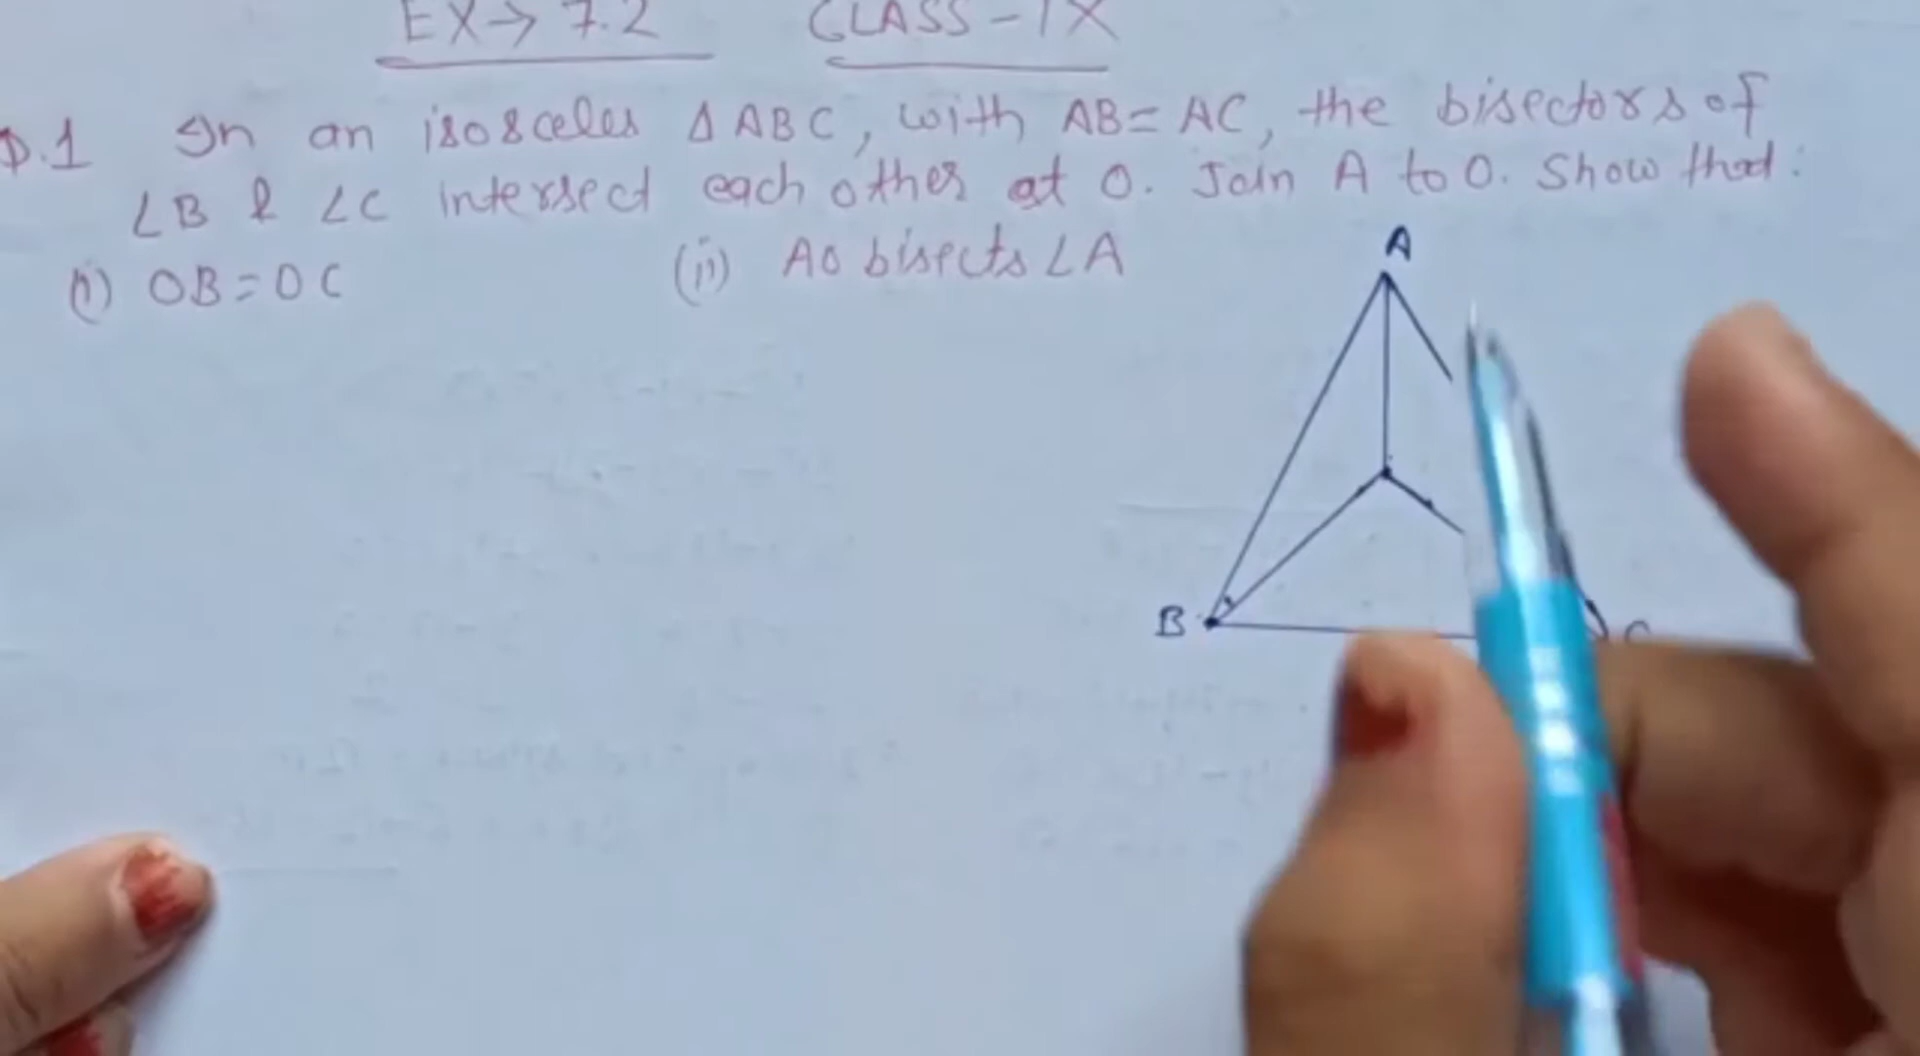 EX→ 7.2 CLASS-IX
Q.1 In an isosceles Δ ABC, with AB = AC, the bisectors of
∠B & ∠C intersect each other at O. Join A to O. Show that:
(i) OB = OC (ii) AO bisects ∠A
A
B C